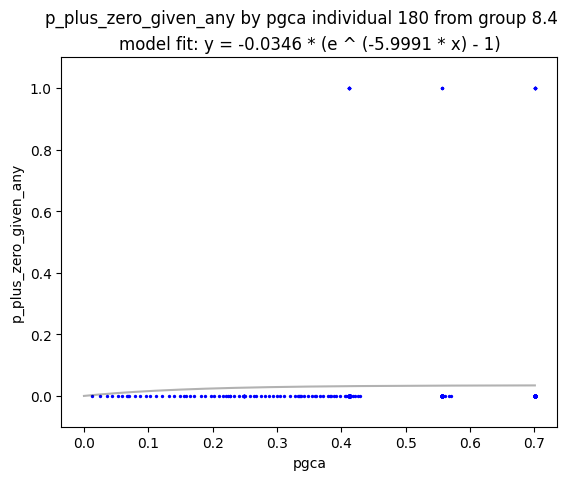 p_plus_zero_given_any by pgca individual 180 from group 8.4
model fit: y = -0.0346 * (e ^ (-5.9991 * x) - 1)
1.0
0.8
0.6
0.4
0.2
0.0
p_plus_zero_given_any
0.0 0.1 0.2 0.3 0.4 0.5 0.6 0.7
pgca